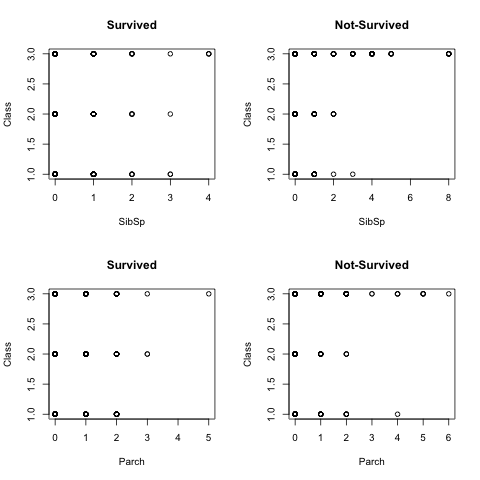 Survived
Class
3.0
2.5
2.0
1.5
1.0
0 1 2 3 4
SibSp
Not-Survived
Class
3.0
2.5
2.0
1.5
1.0
0 2 4 6 8
SibSp
Survived
Class
3.0
2.5
2.0
1.5
1.0
0 1 2 3 4 5
Parch
Not-Survived
Class
3.0
2.5
2.0
1.5
1.0
0 1 2 3 4 5 6
Parch